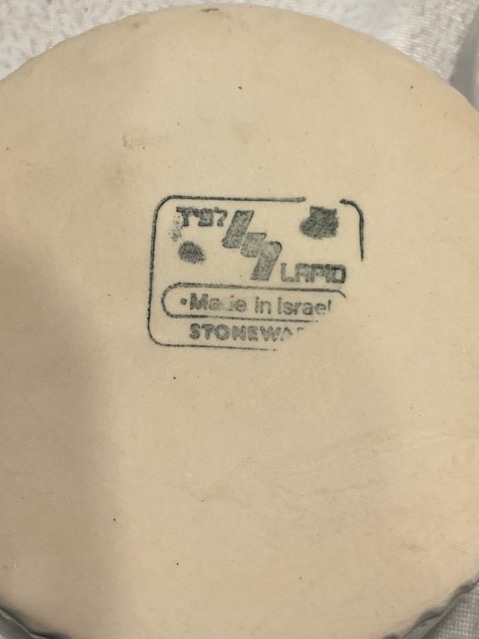 לפיד
LAPID
Made in Israel
STONEWA